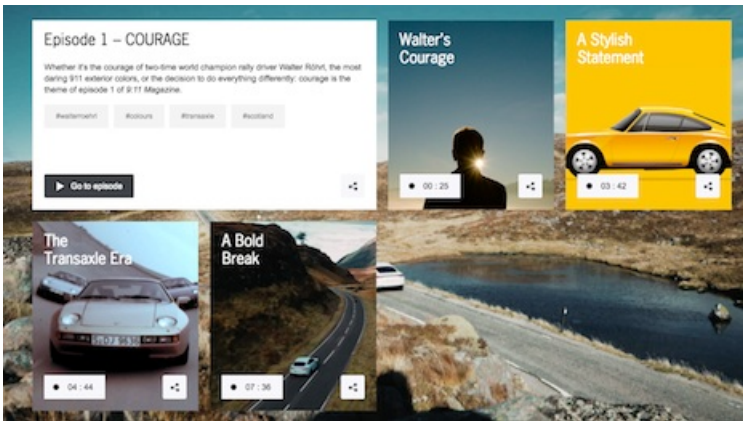 Episode 1 – COURAGE
Whether it's the courage of two-time world champion rally driver Walter Röhrl, the most
daring 911 exterior colors, or the decision to do everything differently: courage is the
theme of episode 1 of 9:11 Magazine.
#walterroehrl #colours #transaxle #scotland
Go to episode
Walter's
Courage
00 : 25
A Stylish
Statement
03 : 42
The
Transaxle Era
04 : 44
A Bold
Break
07 : 36